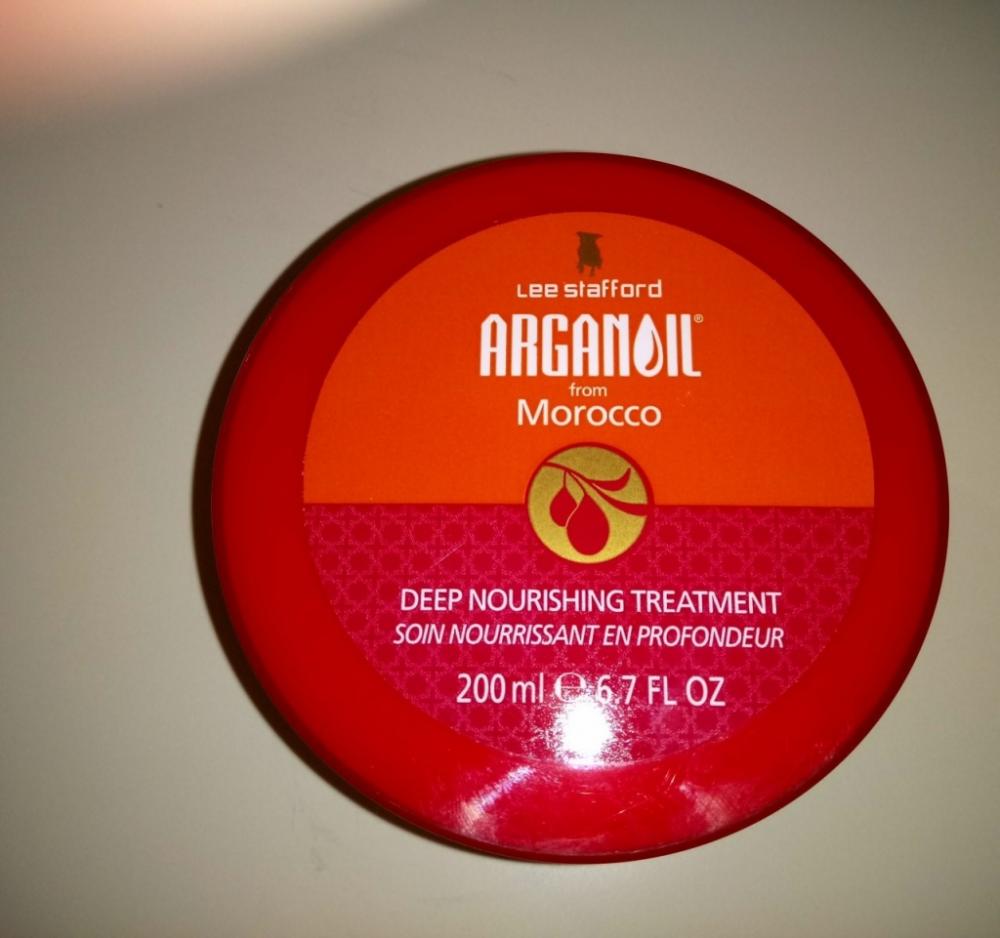 Lee Stafford
ARGANOIL®
from
Morocco
DEEP NOURISHING TREATMENT
SOIN NOURRISSANT EN PROFONDEUR
200 ml ℮ 6.7 FL OZ